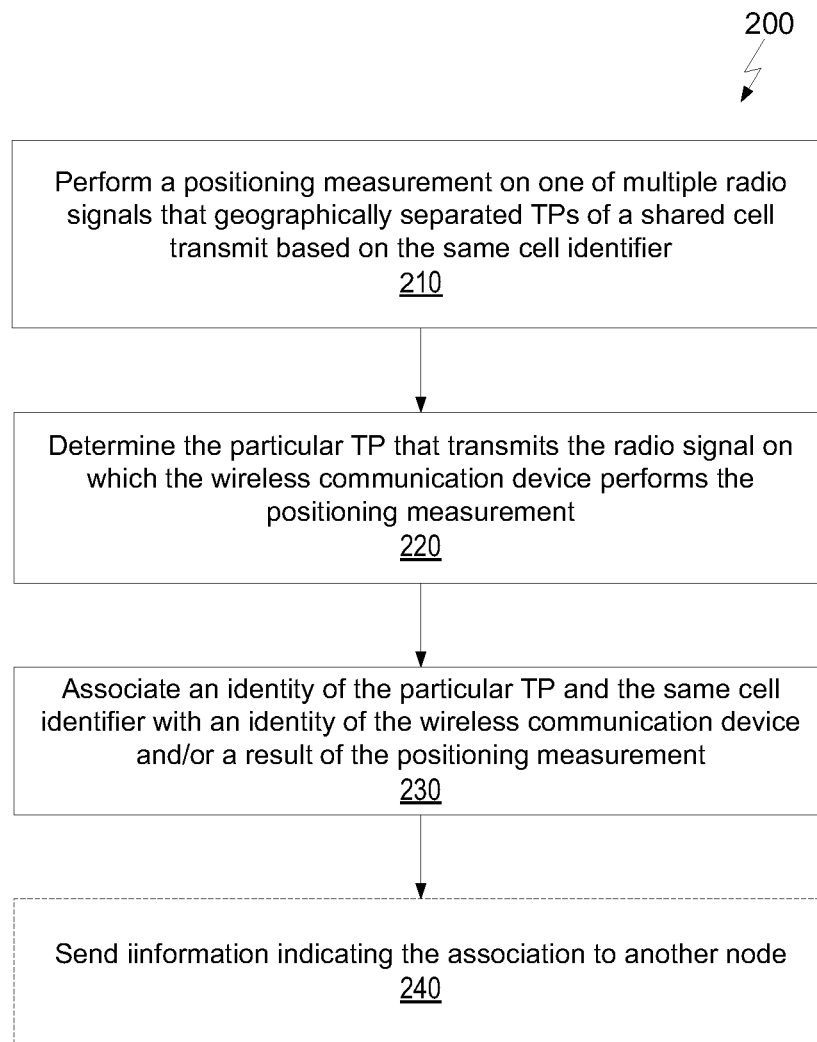 200
Perform a positioning measurement on one of multiple radio
signals that geographically separated TPs of a shared cell
transmit based on the same cell identifier
210
Determine the particular TP that transmits the radio signal on
which the wireless communication device performs the
positioning measurement
220
Associate an identity of the particular TP and the same cell
identifier with an identity of the wireless communication device
and/or a result of the positioning measurement
230
Send iinformation indicating the association to another node
240